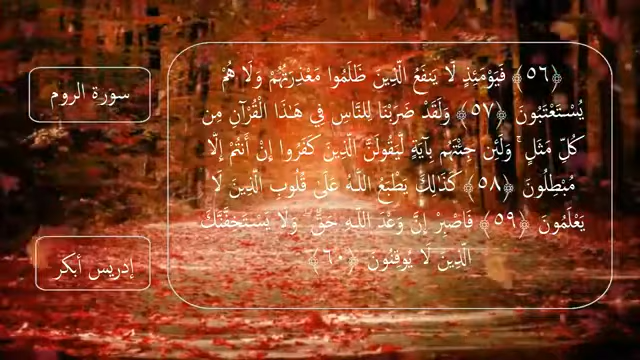 سورة الروم
﴿٥٦﴾ فَيَوْمَئِذٍ لَا يَنفَعُ الَّذِينَ ظَلَمُوا مَعْذِرَتُهُمْ وَلَا هُمْ
يُسْتَعْتَبُونَ ﴿٥٧﴾ وَلَقَدْ ضَرَبْنَا لِلنَّاسِ فِي هَٰذَا الْقُرْآنِ مِن
كُلِّ مَثَلٍ ۚ وَلَئِن جِئْتَهُم بِآيَةٍ لَّيَقُولَنَّ الَّذِينَ كَفَرُوا إِنْ أَنتُمْ إِلَّا
مُبْطِلُونَ ﴿٥٨﴾ كَذَٰلِكَ يَطْبَعُ اللَّهُ عَلَىٰ قُلُوبِ الَّذِينَ لَا
يَعْلَمُونَ ﴿٥٩﴾ فَاصْبِرْ إِنَّ وَعْدَ اللَّهِ حَقٌّ ۖ وَلَا يَسْتَخِفَّنَّكَ
الَّذِينَ لَا يُوقِنُونَ ﴿٦٠﴾
إدريس أبكر